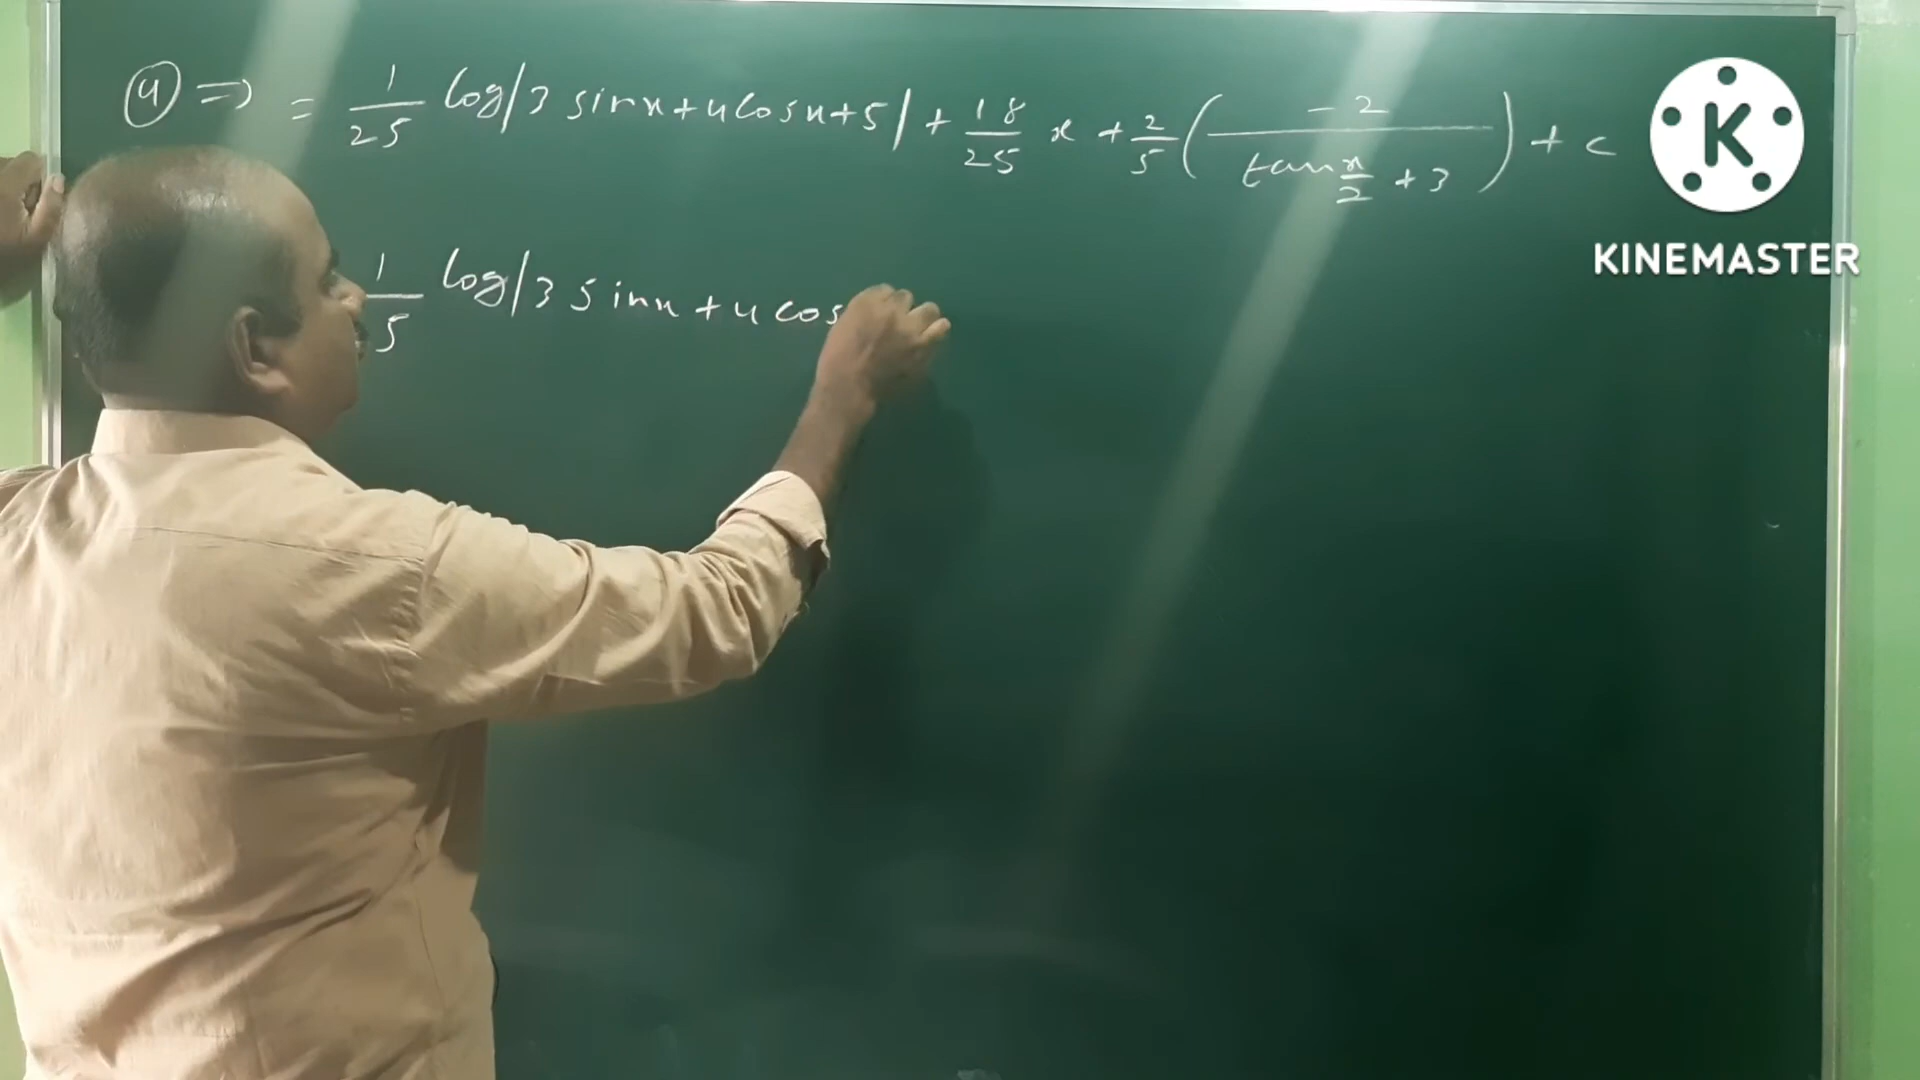 ④ ⇒ = 1/25 log|3 sinx+4cosx+5| + 18/25 x + 2/5 ( -2 / (tan x/2 + 3) ) + c
1/ 5 log|3 sinx + 4 cos
KINEMASTER